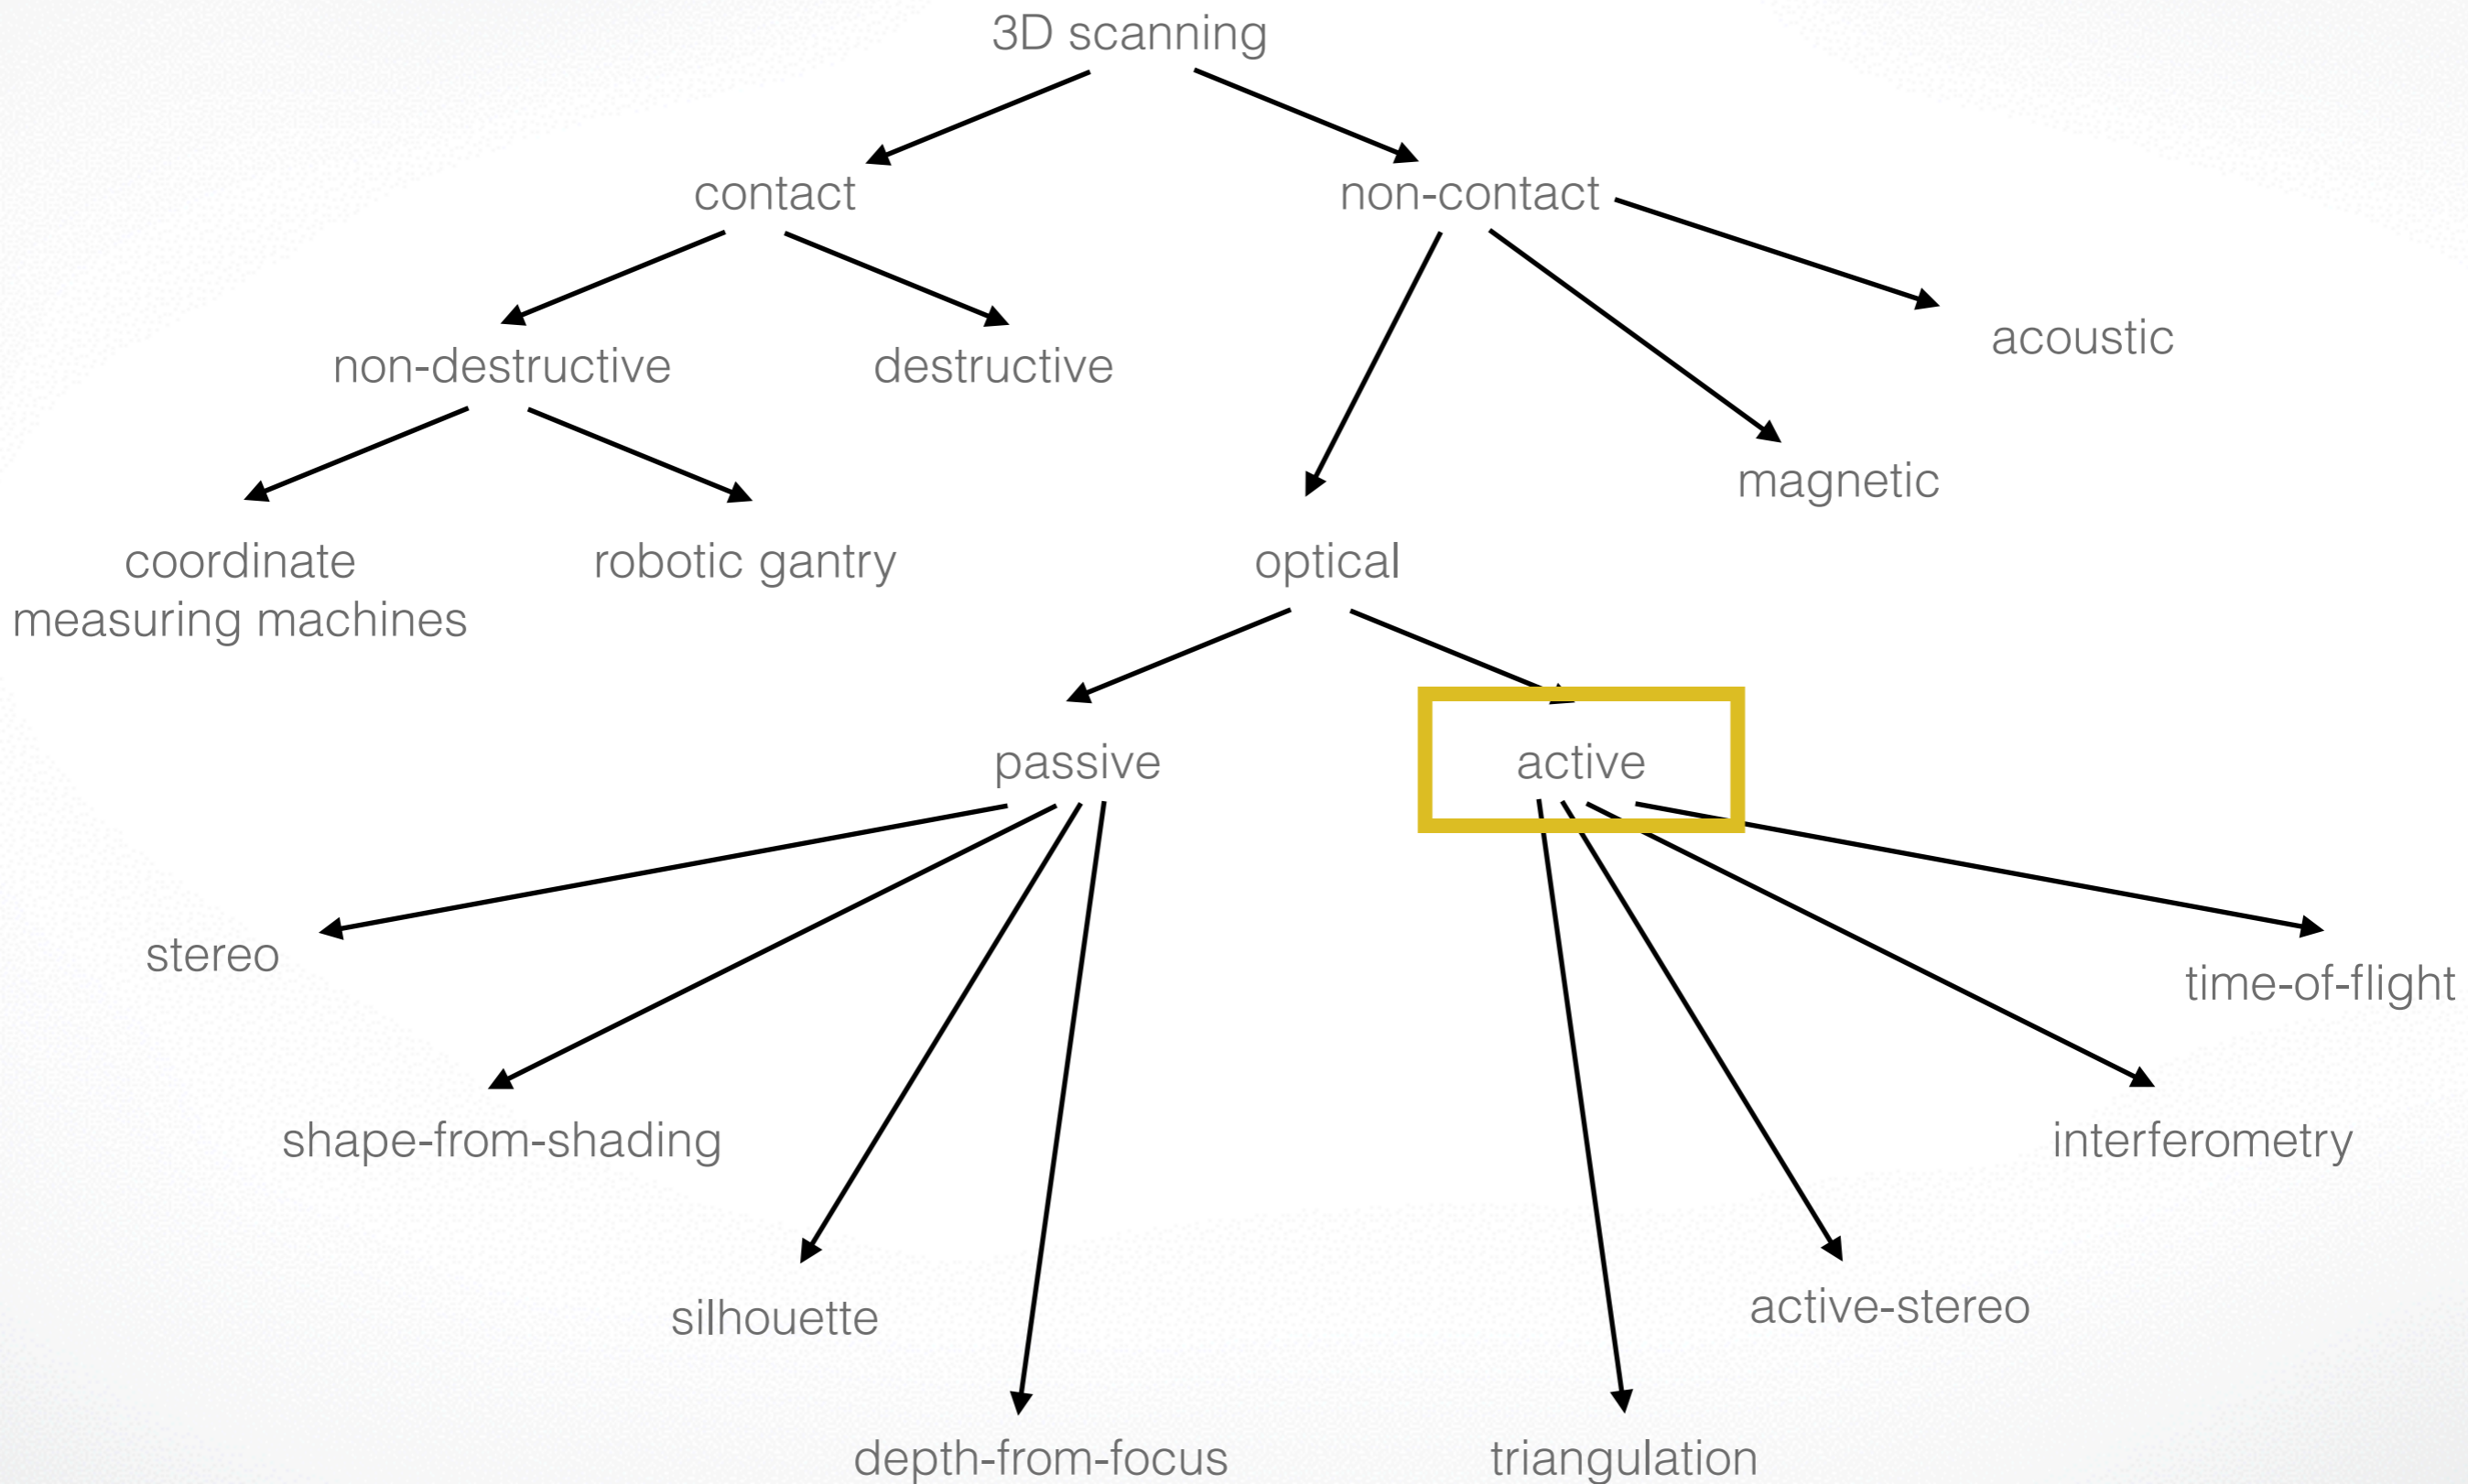 3D scanning
contact
non-contact
non-destructive
destructive
acoustic
magnetic
coordinate
measuring machines
robotic gantry
optical
passive
active
stereo
time-of-flight
shape-from-shading
interferometry
silhouette
active-stereo
depth-from-focus
triangulation